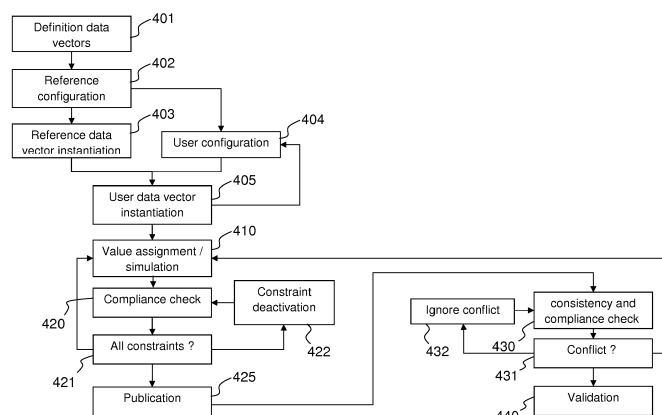 Definition data
vectors
401
Reference
configuration
402
Reference data
vector instantiation
403
User configuration
404
User data vector
instantiation
405
Value assignment /
simulation
410
Compliance check
420
Constraint
deactivation
422
All constraints ?
421
Publication
425
Ignore conflict
432
consistency and
compliance check
430
Conflict ?
431
Validation
440